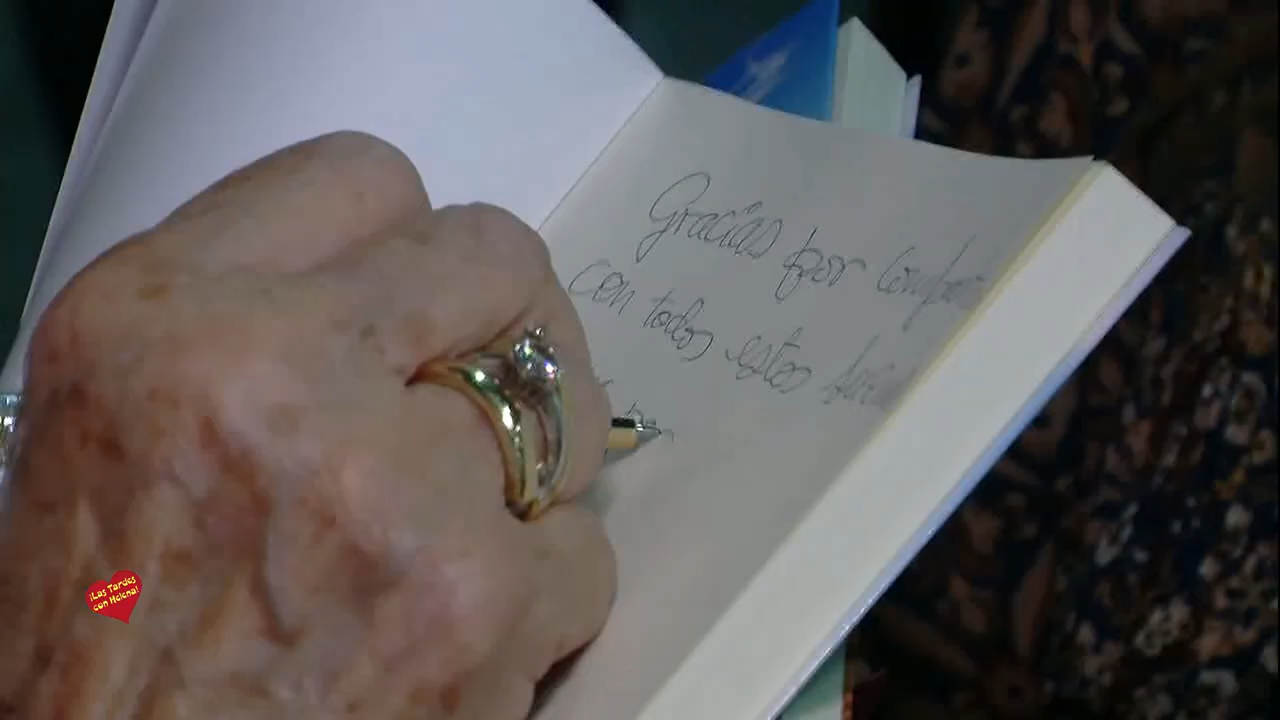 Gracias por
con todos estos
¡Las Tardes
con Helena!